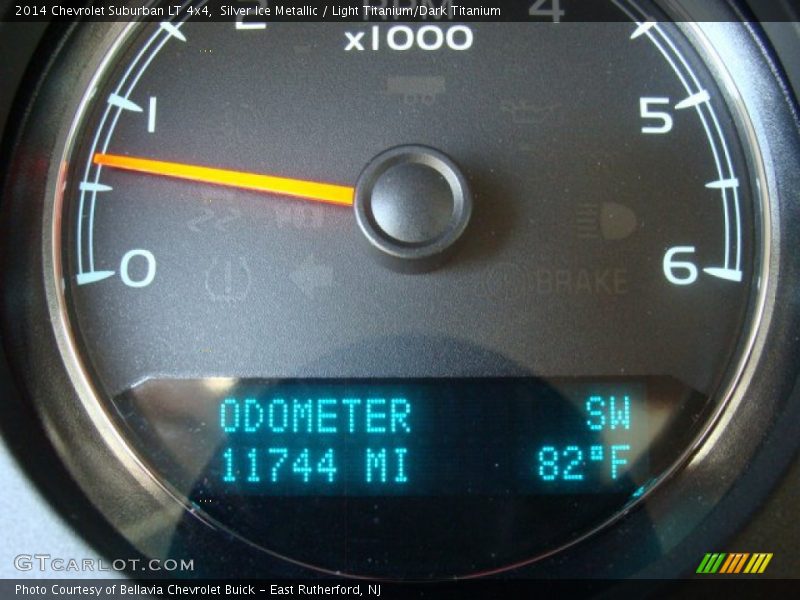 2014 Chevrolet Suburban LT 4x4, Silver Ice Metallic / Light Titanium/Dark Titanium
2 4
x1000
1 5
0 6
BRAKE
ODOMETER SW
11744 MI 82°F
GTCARLOT.COM
Photo Courtesy of Bellavia Chevrolet Buick – East Rutherford, NJ